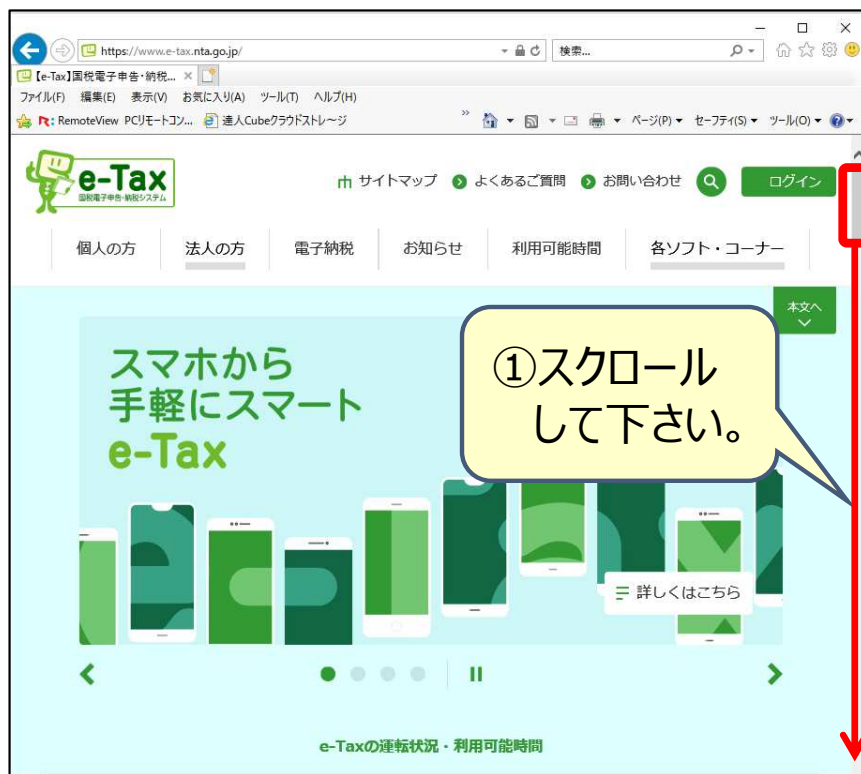 https://www.e-tax.nta.go.jp/
検索...
【e-Tax】国税電子申告・納税...
ファイル(F) 編集(E) 表示(V) お気に入り(A) ツール(T) ヘルプ(H)
RemoteView PCリモートコン... 達人Cubeクラウドストレ～ジ
ページ(P) セーフティ(S) ツール(O)
e-Tax
国税電子申告・納税システム
サイトマップ よくあるご質問 お問い合わせ ログイン
個人の方 法人の方 電子納税 お知らせ 利用可能時間 各ソフト・コーナー
本文へ
スマホから
手軽にスマート
e-Tax
①スクロール
して下さい。
詳しくはこちら
e-Taxの運転状況・利用可能時間